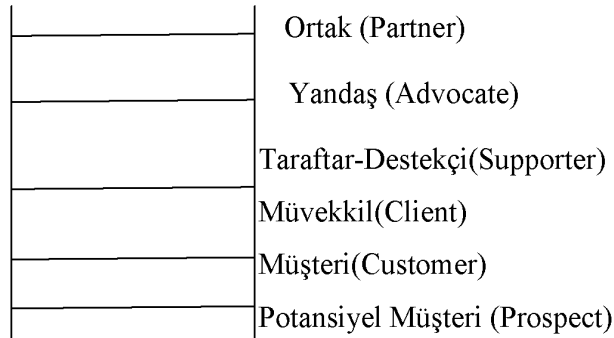 Ortak (Partner)
Yandaş (Advocate)
Taraftar-Destekçi(Supporter)
Müvekkil(Client)
Müşteri(Customer)
Potansiyel Müşteri (Prospect)